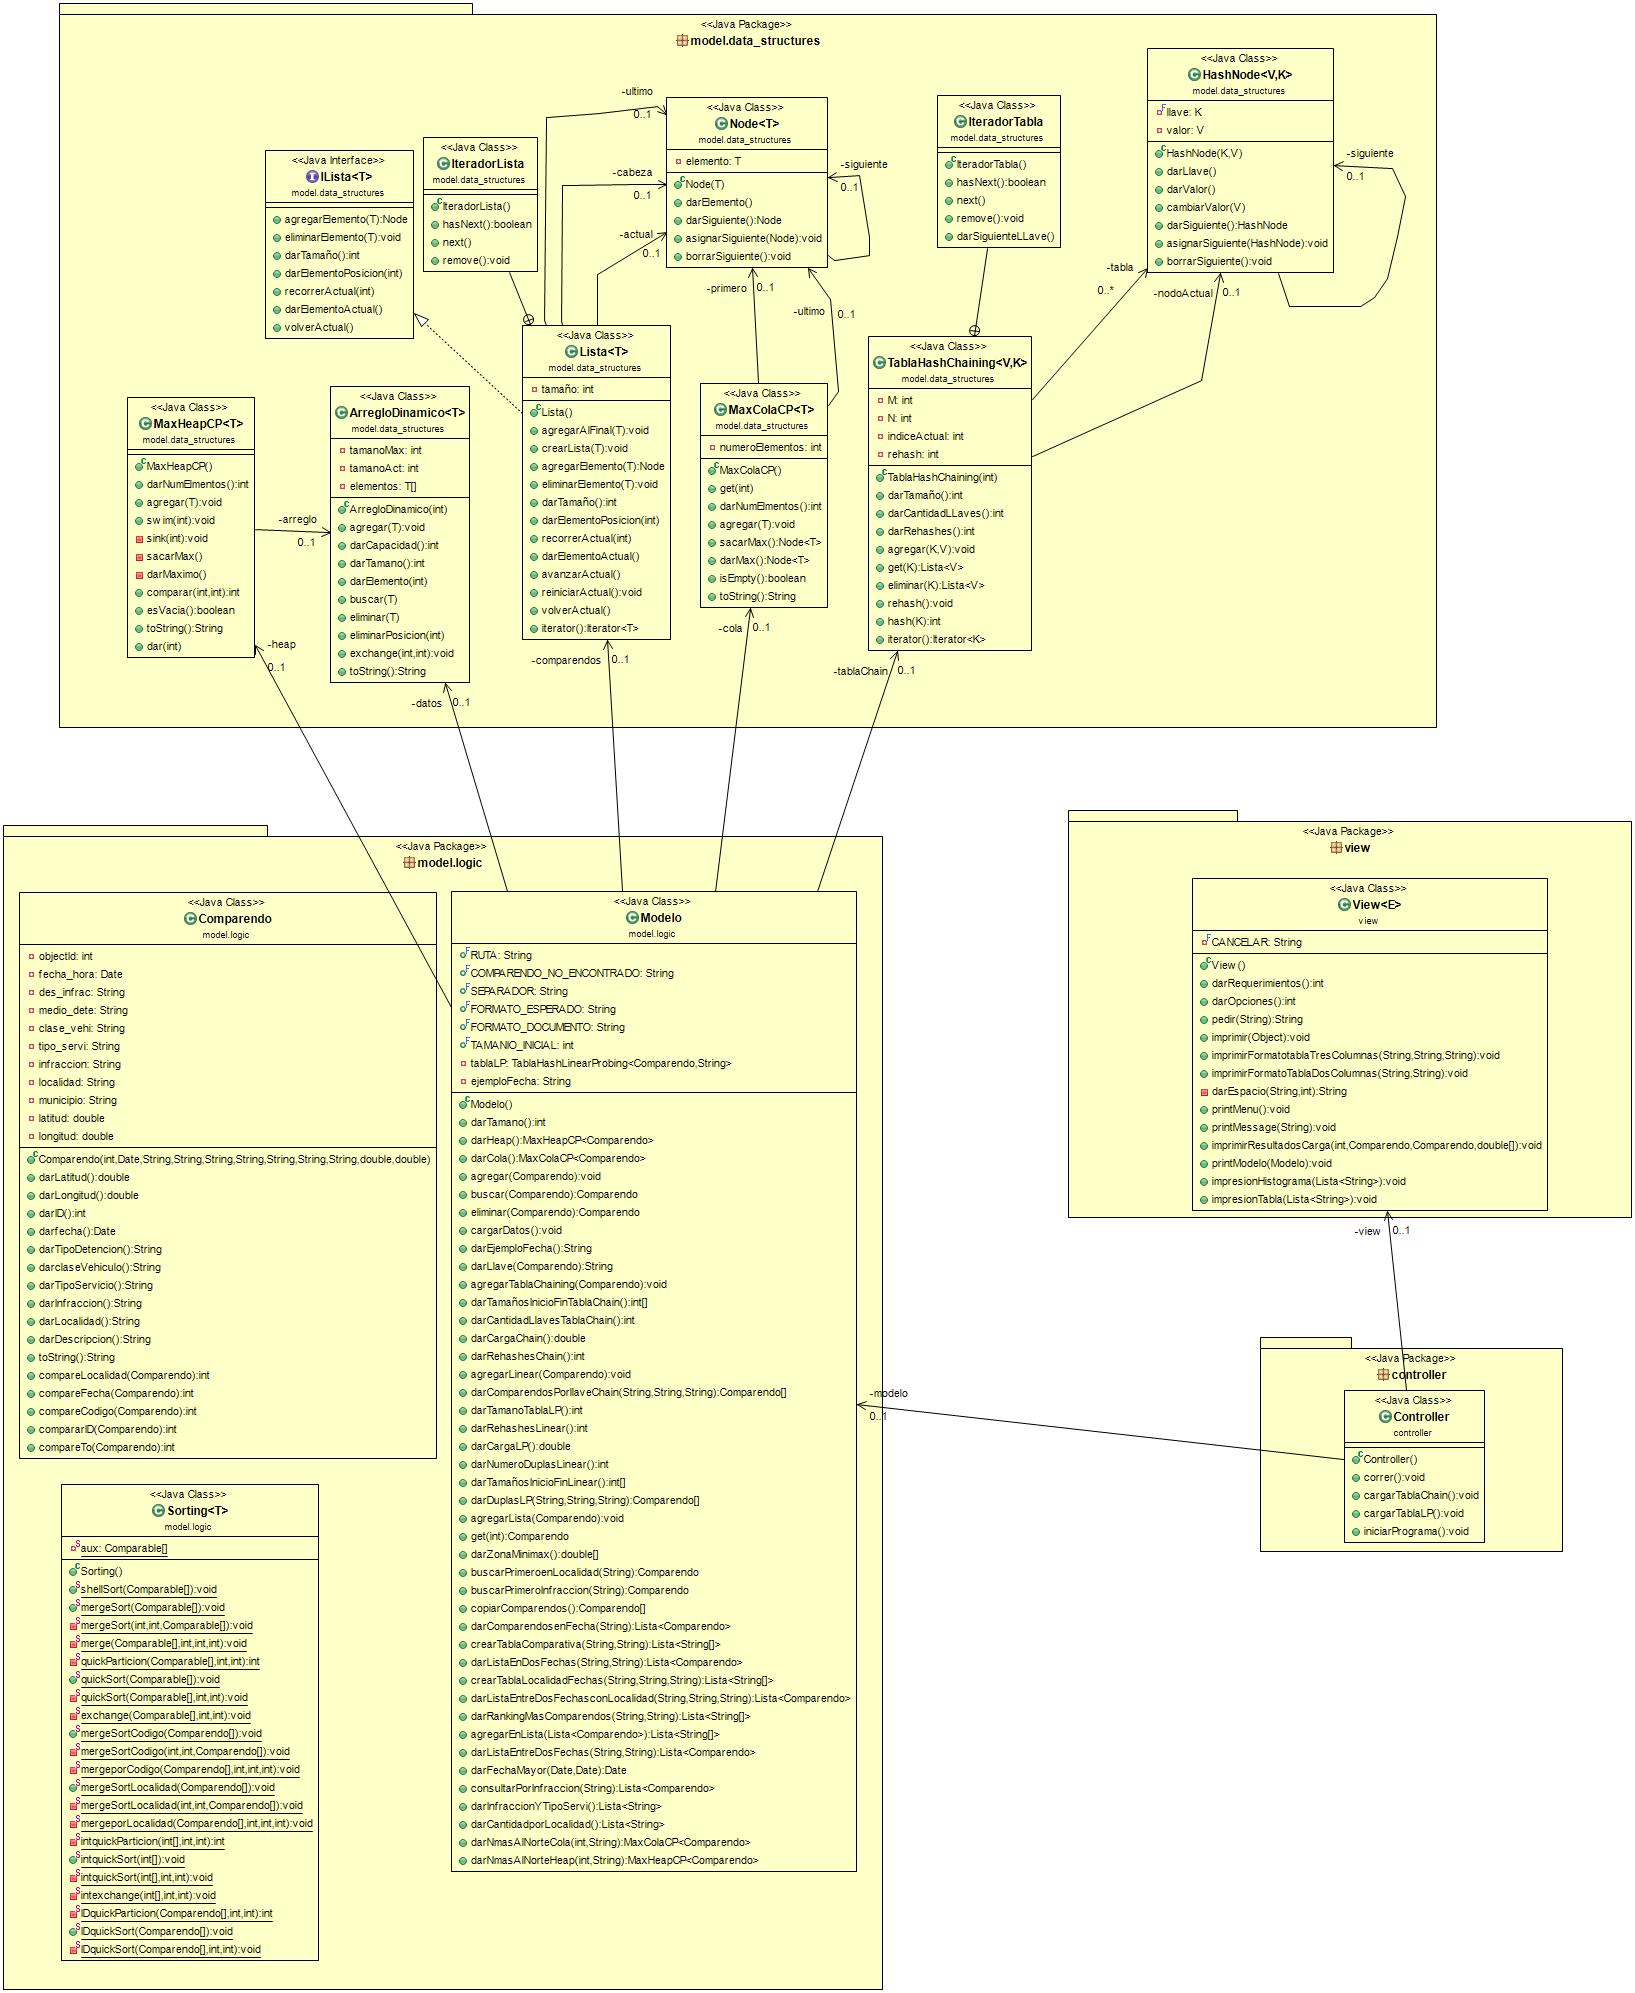 <<Java Package>>
model.data_structures
<<Java Interface>>
ILista<T>
model.data_structures
agregarElemento(T):Node
eliminarElemento(T):void
darTamaño():int
darElementoPosicion(int)
recorrerActual(int)
darElementoActual()
volverActual()
<<Java Class>>
IteradorLista
model.data_structures
IteradorLista()
hasNext():boolean
next()
remove():void
-ultimo
0..1
-cabeza
0..1
-actual
0..1
<<Java Class>>
Node<T>
model.data_structures
elemento: T
Node(T)
darElemento()
darSiguiente():Node
asignarSiguiente(Node):void
borrarSiguiente():void
-siguiente
0..1
-primero
0..1
-ultimo
0..1
<<Java Class>>
IteradorTabla
model.data_structures
IteradorTabla()
hasNext():boolean
next()
remove():void
darSiguienteLLave()
<<Java Class>>
HashNode<V,K>
model.data_structures
llave: K
valor: V
HashNode(K,V)
darLlave()
darValor()
cambiarValor(V)
darSiguiente():HashNode
asignarSiguiente(HashNode):void
borrarSiguiente():void
-siguiente
0..1
-tabla
0..*
-nodoActual
0..1
<<Java Class>>
MaxHeapCP<T>
model.data_structures
MaxHeapCP()
darNumElmentos():int
agregar(T):void
swim(int):void
sink(int):void
sacarMax()
darMaximo()
comparar(int,int):int
esVacia():boolean
toString():String
dar(int)
-arreglo
0..1
-heap
0..1
<<Java Class>>
ArregloDinamico<T>
model.data_structures
tamanoMax: int
tamanoAct: int
elementos: T[]
ArregloDinamico(int)
agregar(T):void
darCapacidad():int
darTamano():int
darElemento(int)
buscar(T)
eliminar(T)
eliminarPosicion(int)
exchange(int,int):void
toString():String
-datos
0..1
<<Java Class>>
Lista<T>
model.data_structures
tamaño: int
Lista()
agregarAlFinal(T):void
crearLista(T):void
agregarElemento(T):Node
eliminarElemento(T):void
darTamaño():int
darElementoPosicion(int)
recorrerActual(int)
darElementoActual()
avanzarActual()
reiniciarActual():void
volverActual()
iterator():Iterator<T>
-comparendos
0..1
<<Java Class>>
MaxColaCP<T>
model.data_structures
numeroElementos: int
MaxColaCP()
get(int)
darNumElmentos():int
agregar(T):void
sacarMax():Node<T>
darMax():Node<T>
isEmpty():boolean
toString():String
-cola
0..1
<<Java Class>>
TablaHashChaining<V,K>
model.data_structures
M: int
N: int
indiceActual: int
rehash: int
TablaHashChaining(int)
darTamaño():int
darCantidadLLaves():int
darRehashes():int
agregar(K,V):void
get(K):Lista<V>
eliminar(K):Lista<V>
rehash():void
hash(K):int
iterator():Iterator<K>
-tablaChain
0..1
<<Java Package>>
model.logic
<<Java Class>>
Comparendo
model.logic
objectId: int
fecha_hora: Date
des_infrac: String
medio_dete: String
clase_vehi: String
tipo_servi: String
infraccion: String
localidad: String
municipio: String
latitud: double
longitud: double
Comparendo(int,Date,String,String,String,String,String,String,String,double,double)
darLatitud():double
darLongitud():double
darID():int
darfecha():Date
darTipoDetencion():String
darclaseVehiculo():String
darTipoServicio():String
darInfraccion():String
darLocalidad():String
darDescripcion():String
toString():String
compareLocalidad(Comparendo):int
compareFecha(Comparendo):int
compareCodigo(Comparendo):int
compararID(Comparendo):int
compareTo(Comparendo):int
<<Java Class>>
Sorting<T>
model.logic
aux: Comparable[]
Sorting()
shellSort(Comparable[]):void
mergeSort(Comparable[]):void
mergeSort(int,int,Comparable[]):void
merge(Comparable[],int,int,int):void
quickParticion(Comparable[],int,int):int
quickSort(Comparable[]):void
quickSort(Comparable[],int,int):void
exchange(Comparable[],int,int):void
mergeSortCodigo(Comparendo[]):void
mergeSortCodigo(int,int,Comparendo[]):void
mergeporCodigo(Comparendo[],int,int,int):void
mergeSortLocalidad(Comparendo[]):void
mergeSortLocalidad(int,int,Comparendo[]):void
mergeporLocalidad(Comparendo[],int,int,int):void
intquickParticion(int[],int,int):int
intquickSort(int[]):void
intquickSort(int[],int,int):void
intexchange(int[],int,int):void
IDquickParticion(Comparendo[],int,int):int
IDquickSort(Comparendo[]):void
IDquickSort(Comparendo[],int,int):void
<<Java Class>>
Modelo
model.logic
RUTA: String
COMPARENDO_NO_ENCONTRADO: String
SEPARADOR: String
FORMATO_ESPERADO: String
FORMATO_DOCUMENTO: String
TAMANIO_INICIAL: int
tablaLP: TablaHashLinearProbing<Comparendo,String>
ejemploFecha: String
Modelo()
darTamano():int
darHeap():MaxHeapCP<Comparendo>
darCola():MaxColaCP<Comparendo>
agregar(Comparendo):void
buscar(Comparendo):Comparendo
eliminar(Comparendo):Comparendo
cargarDatos():void
darEjemploFecha():String
darLlave(Comparendo):String
agregarTablaChaining(Comparendo):void
darTamañosInicioFinTablaChain():int[]
darCantidadLlavesTablaChain():int
darCargaChain():double
darRehashesChain():int
agregarLinear(Comparendo):void
darComparendosPorllaveChain(String,String,String):Comparendo[]
darTamanoTablaLP():int
darRehashesLinear():int
darCargaLP():double
darNumeroDuplasLinear():int
darTamañosInicioFinLinear():int[]
darDuplasLP(String,String,String):Comparendo[]
agregarLista(Comparendo):void
get(int):Comparendo
darZonaMinimax():double[]
buscarPrimeroenLocalidad(String):Comparendo
buscarPrimeroInfraccion(String):Comparendo
copiarComparendos():Comparendo[]
darComparendosenFecha(String):Lista<Comparendo>
crearTablaComparativa(String,String):Lista<String[]>
darListaEnDosFechas(String,String):Lista<Comparendo>
crearTablaLocalidadFechas(String,String,String):Lista<String[]>
darListaEntreDosFechasconLocalidad(String,String,String):Lista<Comparendo>
darRankingMasComparendos(String,String):Lista<String[]>
agregarEnLista(Lista<Comparendo>):Lista<String[]>
darListaEntreDosFechas(String,String):Lista<Comparendo>
darFechaMayor(Date,Date):Date
consultarPorInfraccion(String):Lista<Comparendo>
darInfraccionYTipoServi():Lista<String>
darCantidadporLocalidad():Lista<String>
darNmasAlNorteCola(int,String):MaxColaCP<Comparendo>
darNmasAlNorteHeap(int,String):MaxHeapCP<Comparendo>
-modelo
0..1
<<Java Package>>
view
<<Java Class>>
View<E>
view
CANCELAR: String
View()
darRequerimientos():int
darOpciones():int
pedir(String):String
imprimir(Object):void
imprimirFormatotablaTresColumnas(String,String,String):void
imprimirFormatoTablaDosColumnas(String,String):void
darEspacio(String,int):String
printMenu():void
printMessage(String):void
imprimirResultadosCarga(int,Comparendo,Comparendo,double[]):void
printModelo(Modelo):void
impresionHistograma(Lista<String>):void
impresionTabla(Lista<String>):void
-view
0..1
<<Java Package>>
controller
<<Java Class>>
Controller
controller
Controller()
correr():void
cargarTablaChain():void
cargarTablaLP():void
iniciarPrograma():void